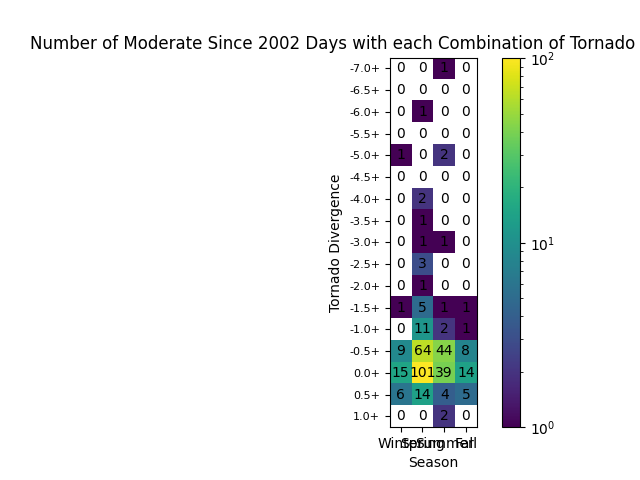 Number of Moderate Since 2002 Days with each Combination of Tornado
Tornado Divergence
-7.0+ 0 0 1 0
-6.5+ 0 0 0 0
-6.0+ 0 1 0 0
-5.5+ 0 0 0 0
-5.0+ 1 0 2 0
-4.5+ 0 0 0 0
-4.0+ 0 2 0 0
-3.5+ 0 1 0 0
-3.0+ 0 1 1 0
-2.5+ 0 3 0 0
-2.0+ 0 1 0 0
-1.5+ 1 5 1 1
-1.0+ 0 11 2 1
-0.5+ 9 64 44 8
0.0+ 15 101 39 14
0.5+ 6 14 4 5
1.0+ 0 0 2 0
Winter Spring Summer Fall
Season
10²
10¹
10⁰